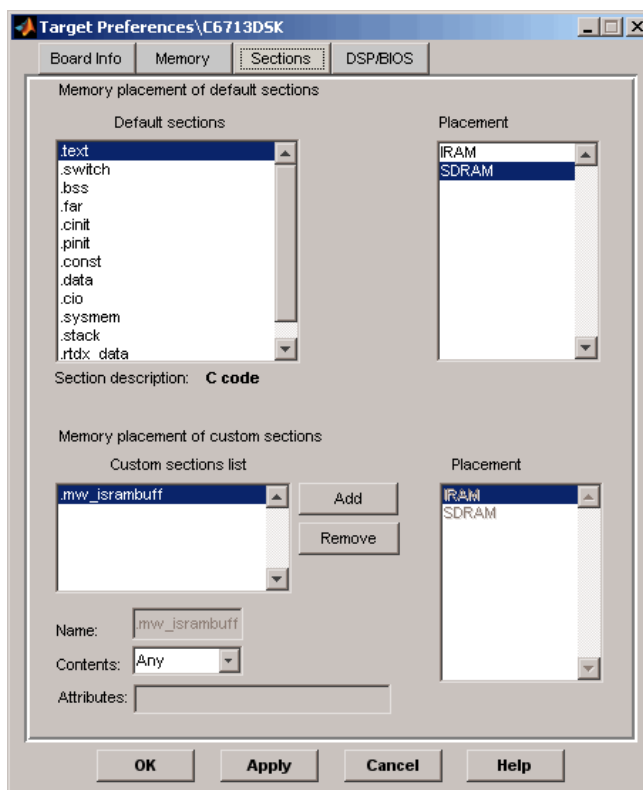 Target Preferences\C6713DSK
Board Info Memory Sections DSP/BIOS
Memory placement of default sections
Default sections Placement
.text
.switch
.bss
.far
.cinit
.pinit
.const
.data
.cio
.sysmem
.stack
.rtdx_data
IRAM
SDRAM
Section description: C code
Memory placement of custom sections
Custom sections list Placement
.mw_isrambuff
Add
Remove
IRAM
SDRAM
Name: .mw_isrambuff
Contents: Any
Attributes:
OK Apply Cancel Help